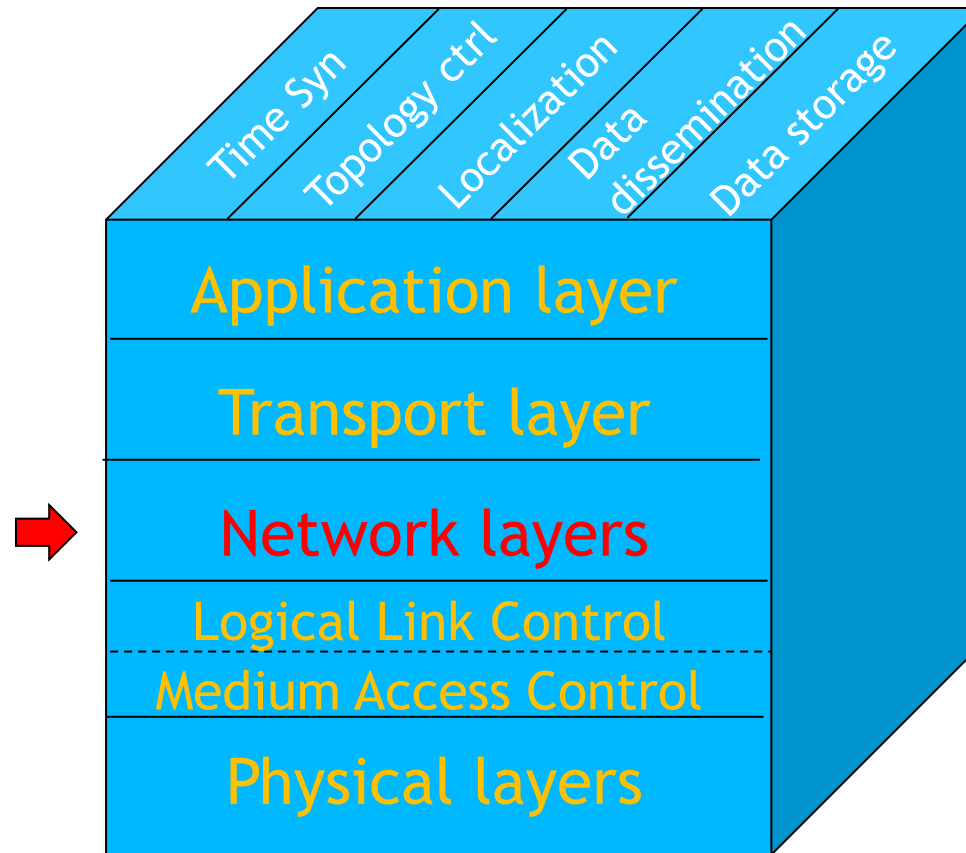 Time Syn
Topology ctrl
Localization
Data
dissemination
Data storage
Application layer
Transport layer
Network layers
Logical Link Control
Medium Access Control
Physical layers